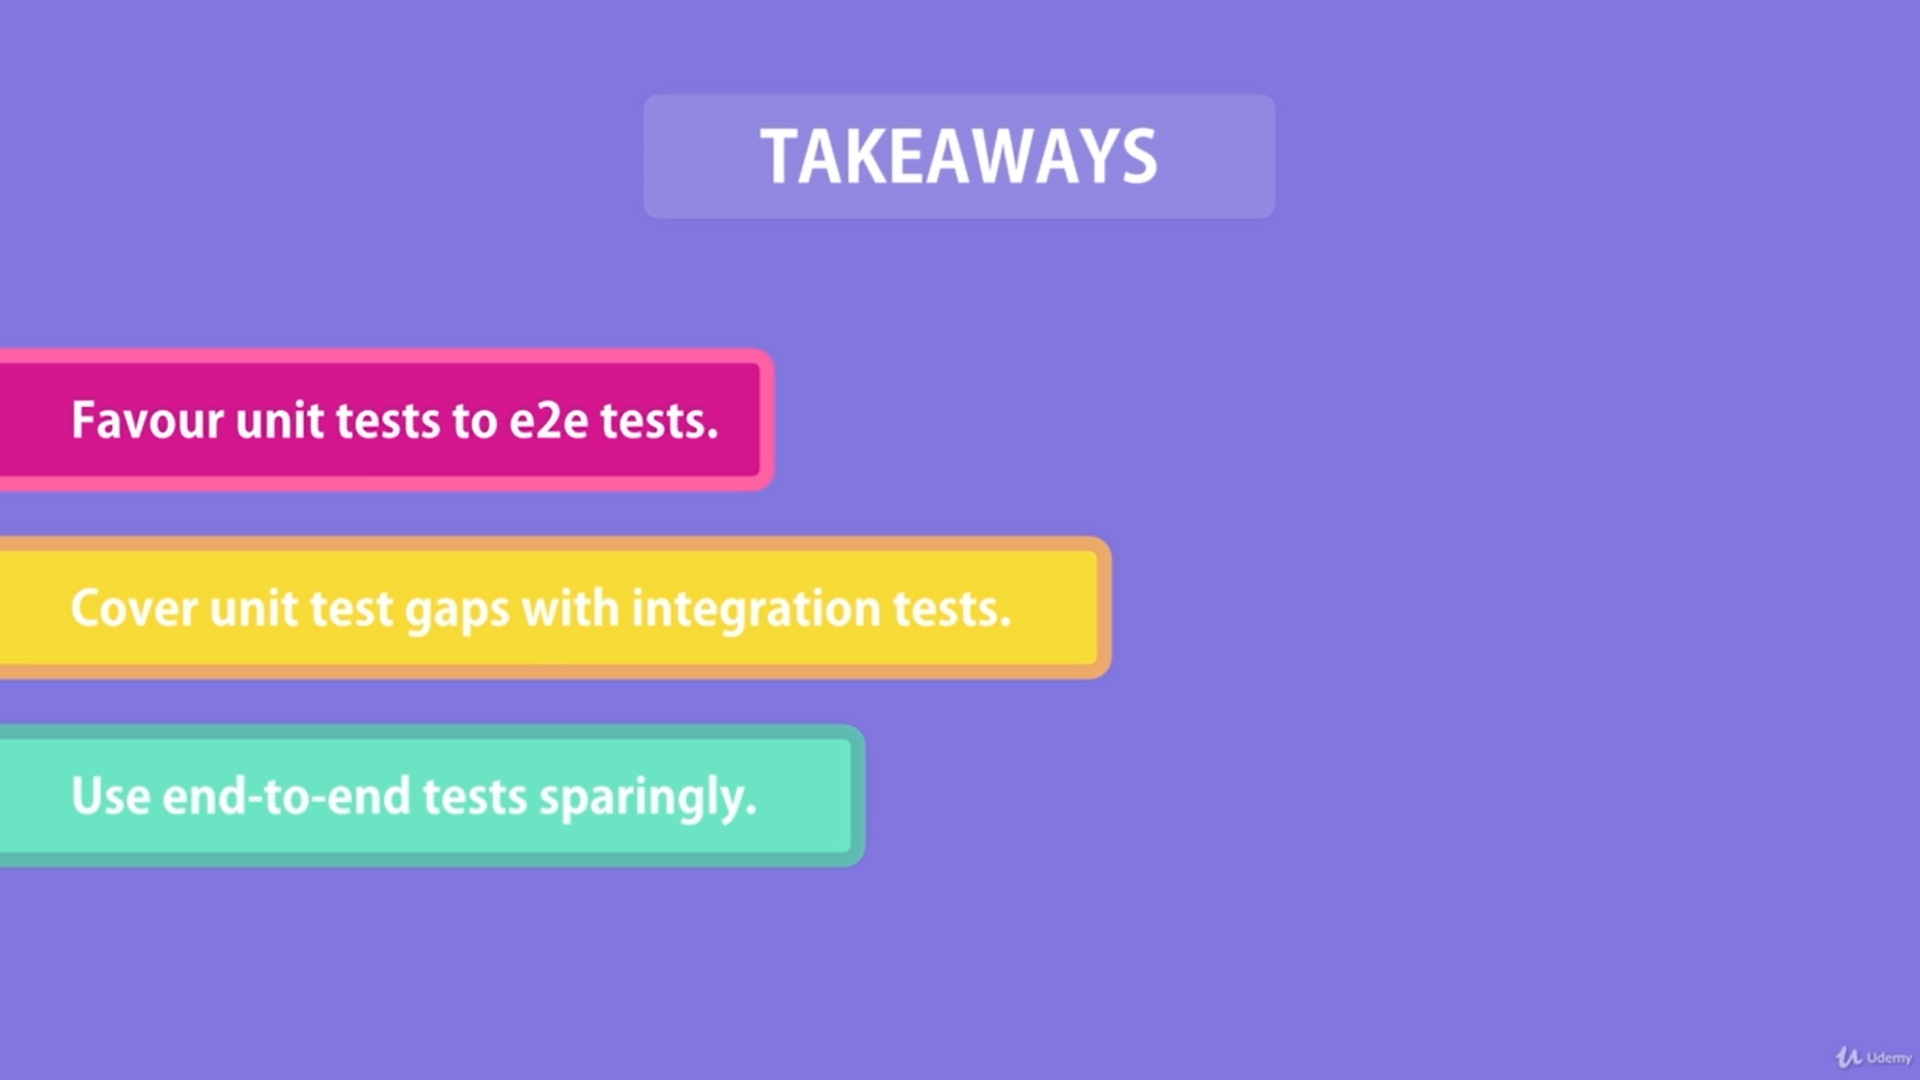 TAKEAWAYS
Favour unit tests to e2e tests.
Cover unit test gaps with integration tests.
Use end-to-end tests sparingly.
Udemy